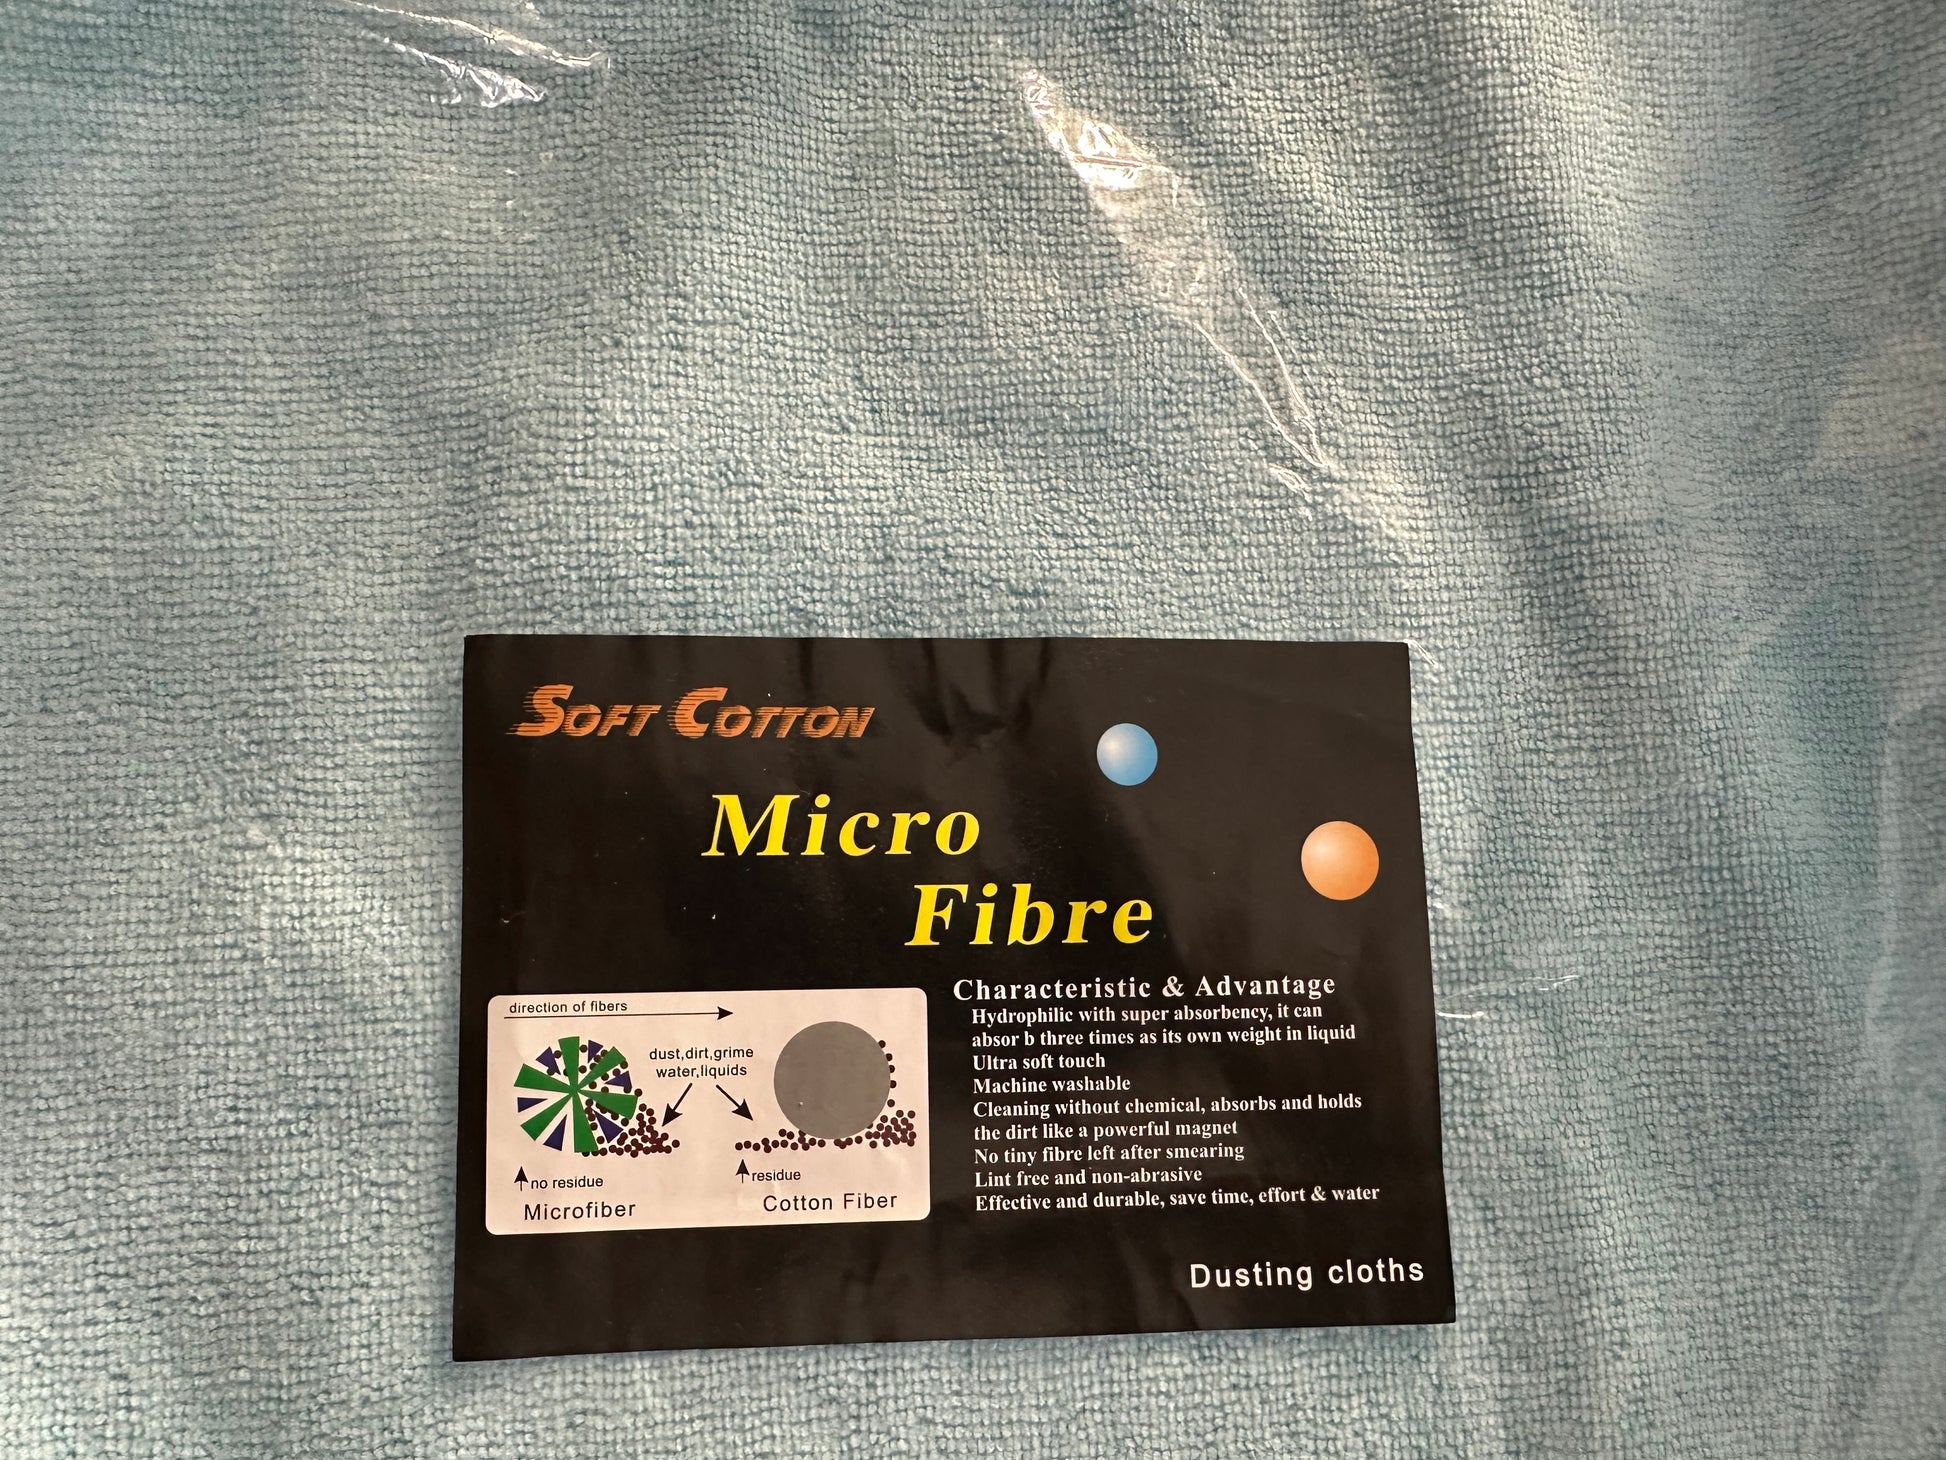 SOFT COTTON
Micro
Fibre
Characteristic & Advantage
Hydrophilic with super absorbency, it can
absor b three times as its own weight in liquid
Ultra soft touch
Machine washable
Cleaning without chemical, absorbs and holds
the dirt like a powerful magnet
No tiny fibre left after smearing
Lint free and non-abrasive
Effective and durable, save time, effort & water
direction of fibers
dust,dirt,grime
water,liquids
no residue
Microfiber
residue
Cotton Fiber
Dusting cloths